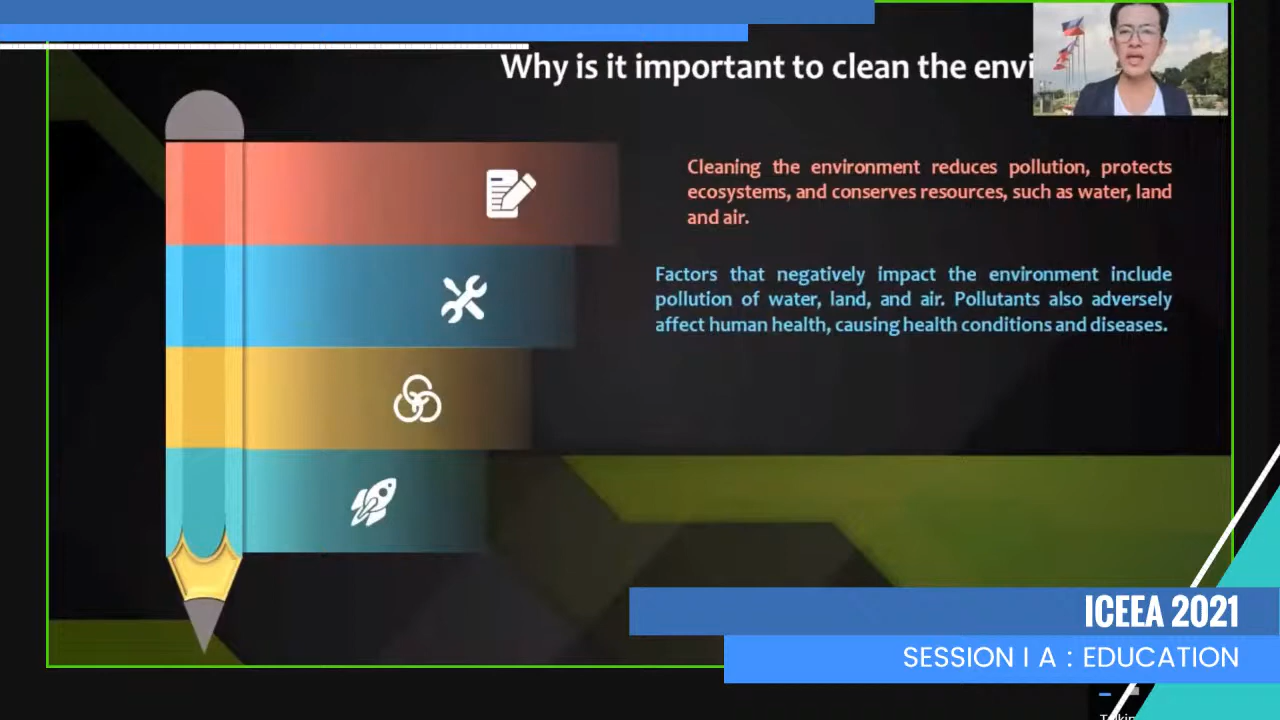 Why is it important to clean the envi
Cleaning the environment reduces pollution, protects
ecosystems, and conserves resources, such as water, land
and air.
Factors that negatively impact the environment include
pollution of water, land, and air. Pollutants also adversely
affect human health, causing health conditions and diseases.
ICEEA 2021
SESSION I A : EDUCATION